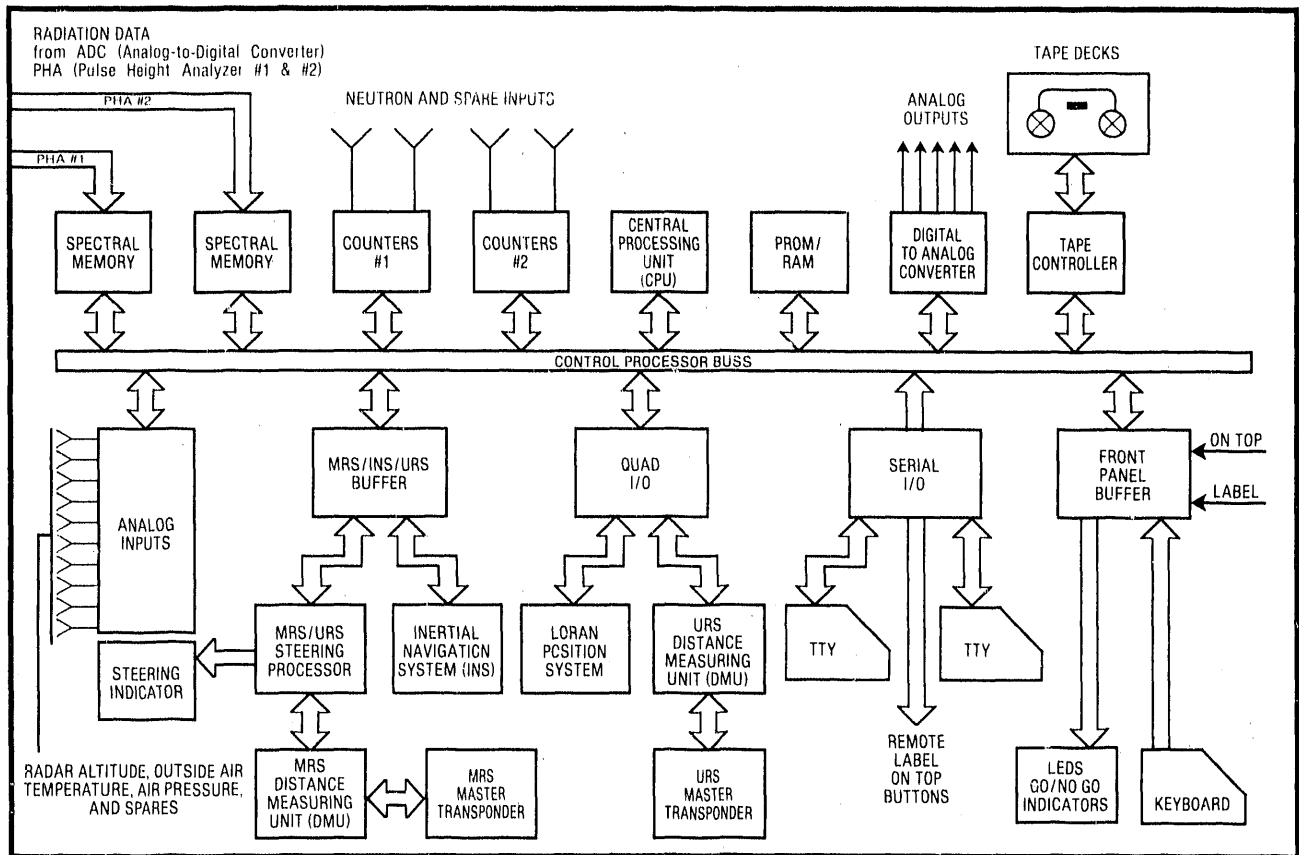 RADIATION DATA
from ADC (Analog-to-Digital Converter)
PHA (Pulse Height Analyzer #1 & #2)
PHA #2
PHA #1
NEUTRON AND SPARE INPUTS
ANALOG
OUTPUTS
TAPE DECKS
SPECTRAL
MEMORY
SPECTRAL
MEMORY
COUNTERS
#1
COUNTERS
#2
CENTRAL
PROCESSING
UNIT
(CPU)
PROM/
RAM
DIGITAL
TO ANALOG
CONVERTER
TAPE
CONTROLLER
CONTROL PROCESSOR BUSS
ANALOG
INPUTS
MRS/INS/URS
BUFFER
QUAD
I/O
SERIAL
I/O
FRONT
PANEL
BUFFER
ON TOP
LABEL
STEERING
INDICATOR
MRS/URS
STEERING
PROCESSOR
INERTIAL
NAVIGATION
SYSTEM (INS)
LORAN
POSITION
SYSTEM
URS
DISTANCE
MEASURING
UNIT (DMU)
TTY
TTY
RADAR ALTITUDE, OUTSIDE AIR
TEMPERATURE, AIR PRESSURE,
AND SPARES
MRS
DISTANCE
MEASURING
UNIT (DMU)
MRS
MASTER
TRANSPONDER
URS
MASTER
TRANSPONDER
REMOTE
LABEL
ON TOP
BUTTONS
LEDS
GO/NO GO
INDICATORS
KEYBOARD